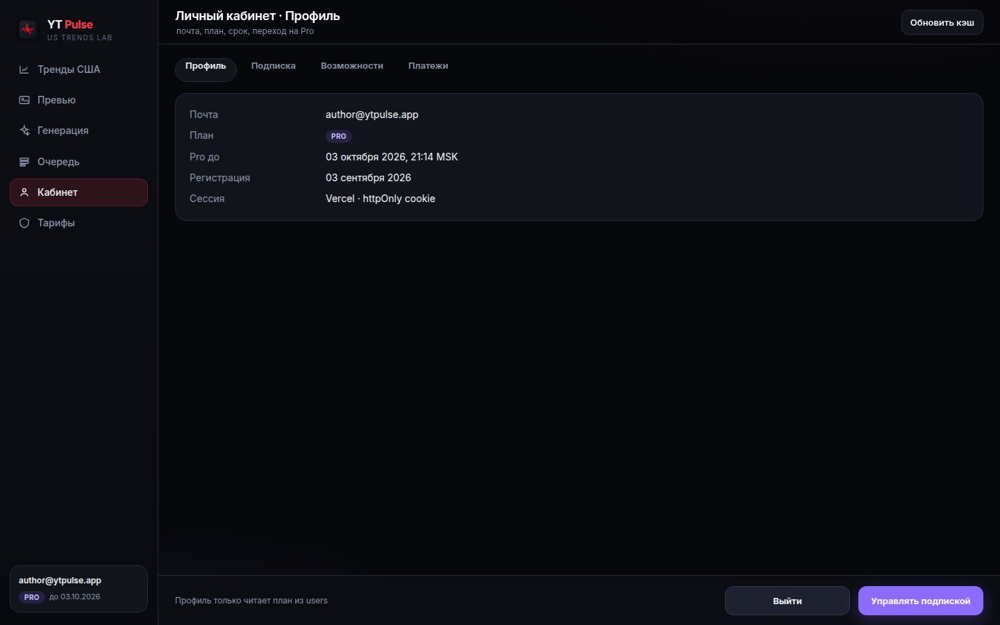 YT Pulse
US TRENDS LAB
Тренды США
Превью
Генерация
Очередь
Кабинет
Тарифы
author@ytpulse.app
PRO до 03.10.2026
Личный кабинет · Профиль
почта, план, срок, переход на Pro
Обновить кэш
Профиль Подписка Возможности Платежи
Почта author@ytpulse.app
План PRO
Pro до 03 октября 2026, 21:14 MSK
Регистрация 03 сентября 2026
Сессия Vercel · httpOnly cookie
Профиль только читает план из users
Выйти
Управлять подпиской